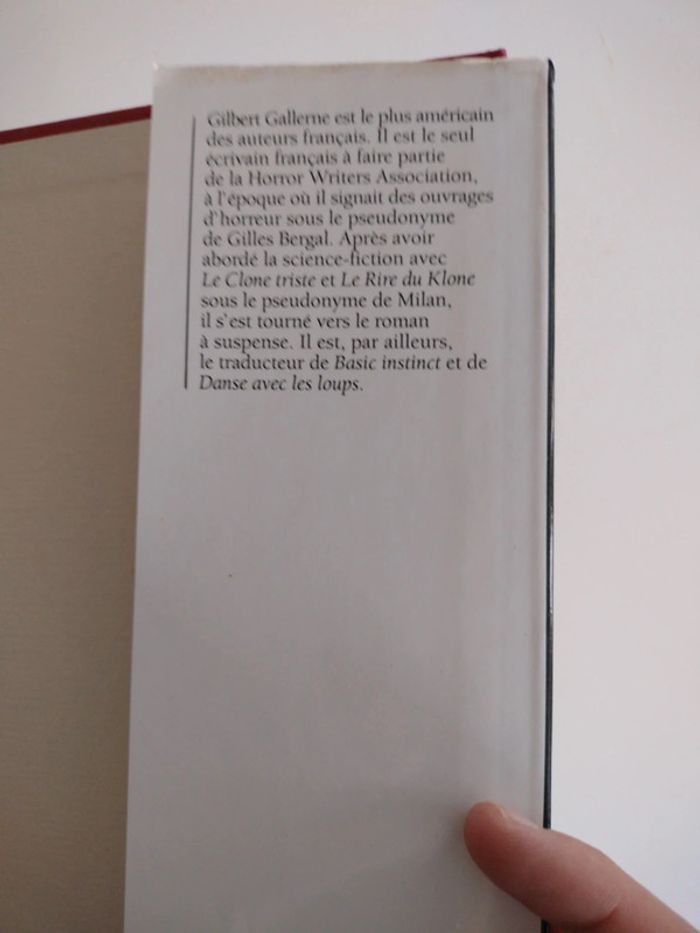 Gilbert Gallerne est le plus américain
des auteurs français. Il est le seul
écrivain français à faire partie
de la Horror Writers Association,
à l'époque où il signait des ouvrages
d'horreur sous le pseudonyme
de Gilles Bergal. Après avoir
abordé la science-fiction avec
Le Clone triste et Le Rire du Klone
sous le pseudonyme de Milan,
il s'est tourné vers le roman
à suspense. Il est, par ailleurs,
le traducteur de Basic instinct et de
Danse avec les loups.